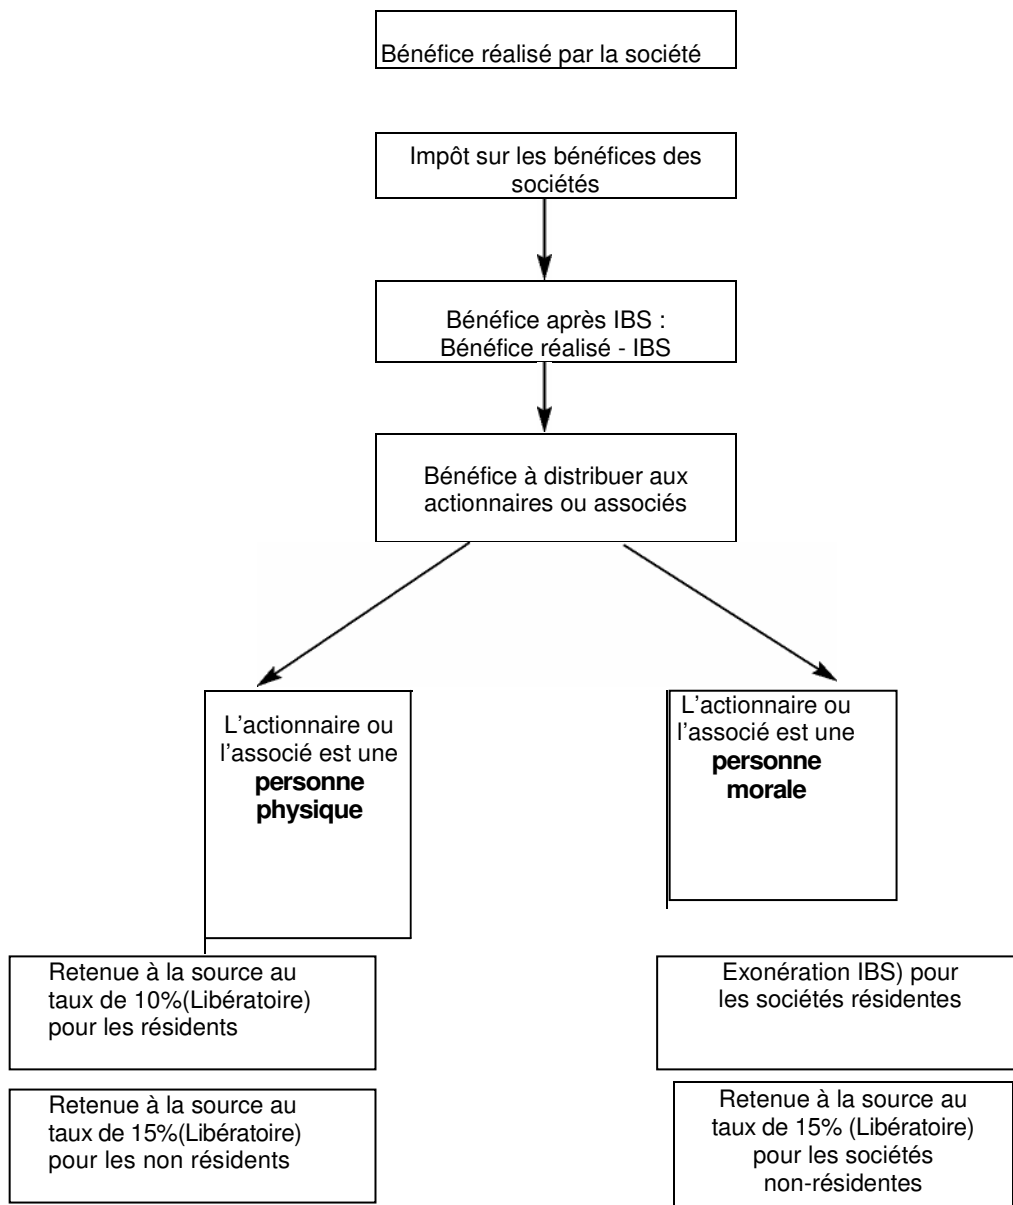 Bénéfice réalisé par la société
Impôt sur les bénéfices des
sociétés
Bénéfice après IBS :
Bénéfice réalisé - IBS
Bénéfice à distribuer aux
actionnaires ou associés
L'actionnaire ou
l'associé est une
personne
physique
L'actionnaire ou
l'associé est une
personne
morale
Retenue à la source au
taux de 10%(Libératoire)
pour les résidents
Exonération IBS) pour
les sociétés résidentes
Retenue à la source au
taux de 15%(Libératoire)
pour les non résidents
Retenue à la source au
taux de 15% (Libératoire)
pour les sociétés
non-résidentes